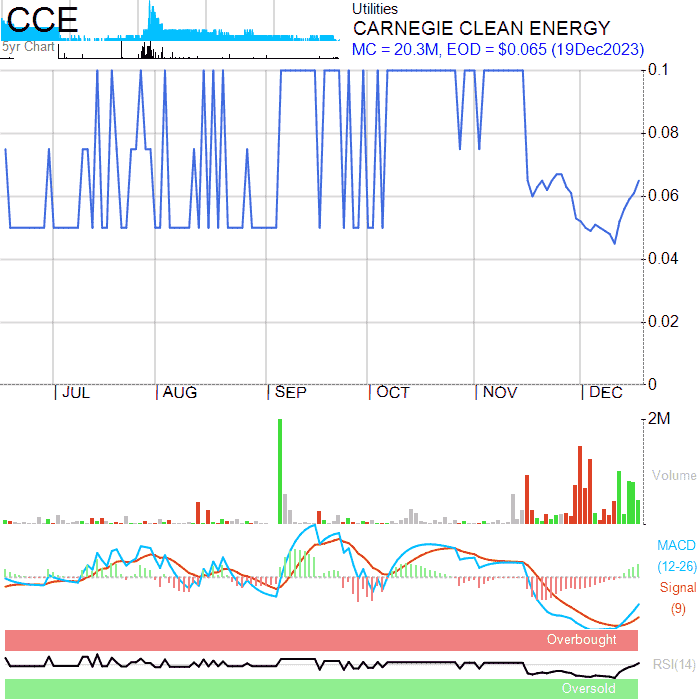 CCE
5yr Chart
Utilities
CARNEGIE CLEAN ENERGY
MC = 20.3M, EOD = $0.065 (19Dec2023)
0.1
0.08
0.06
0.04
0.02
0
JUL AUG SEP OCT NOV DEC
2M
Volume
MACD
(12-26)
Signal
(9)
Overbought
RSI(14)
Oversold